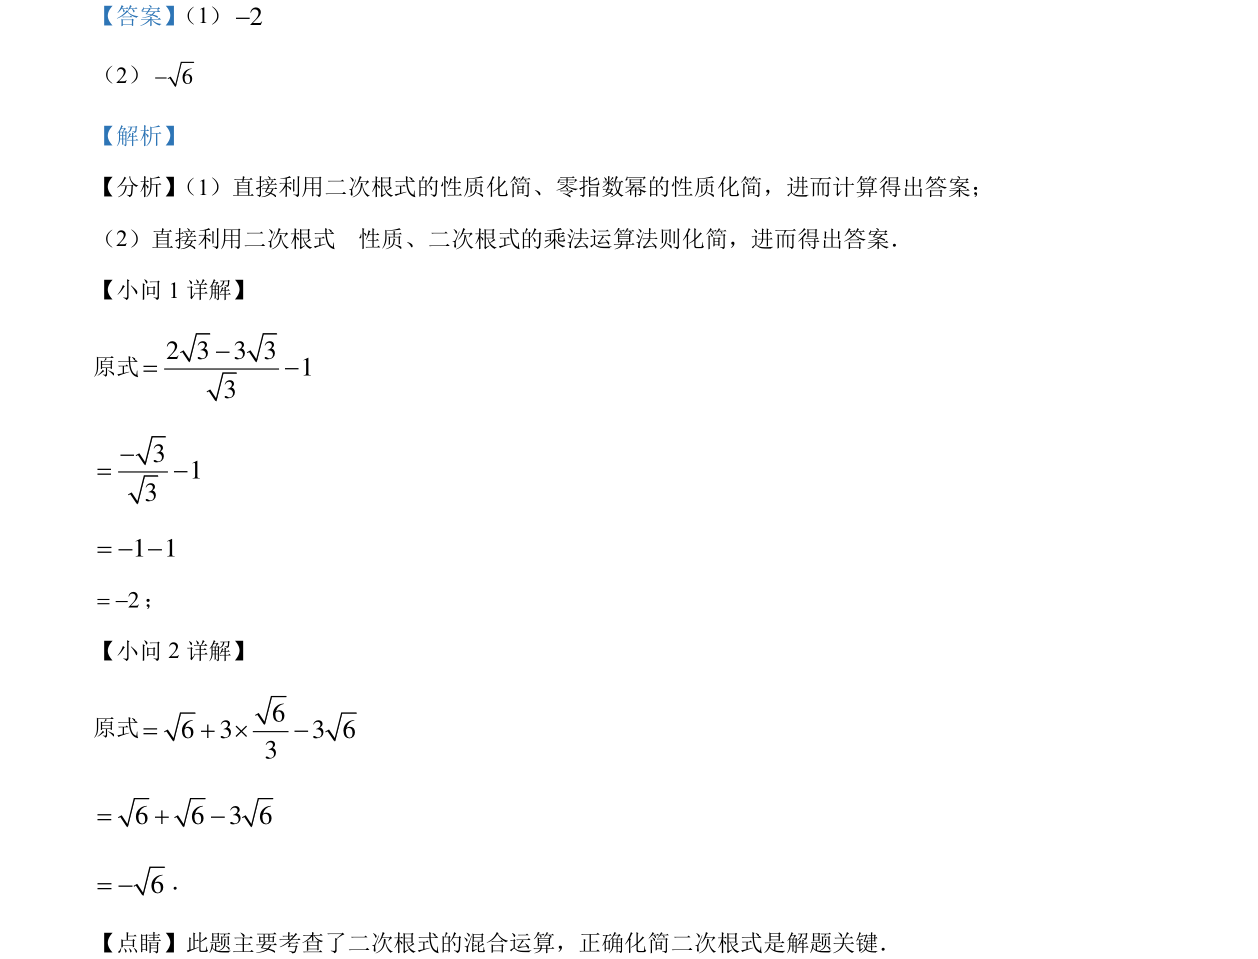 【答案】（1）−2
（2）−√6
【解析】
【分析】（1）直接利用二次根式的性质化简、零指数幂的性质化简，进而计算得出答案；
（2）直接利用二次根式　性质、二次根式的乘法运算法则化简，进而得出答案．
【小问 1 详解】
原式 = (2√3 − 3√3)/√3 − 1
= (−√3)/√3 − 1
= −1 − 1
= −2；
【小问 2 详解】
原式 = √6 + 3 × √6/3 − 3√6
= √6 + √6 − 3√6
= −√6．
【点睛】此题主要考查了二次根式的混合运算，正确化简二次根式是解题关键．